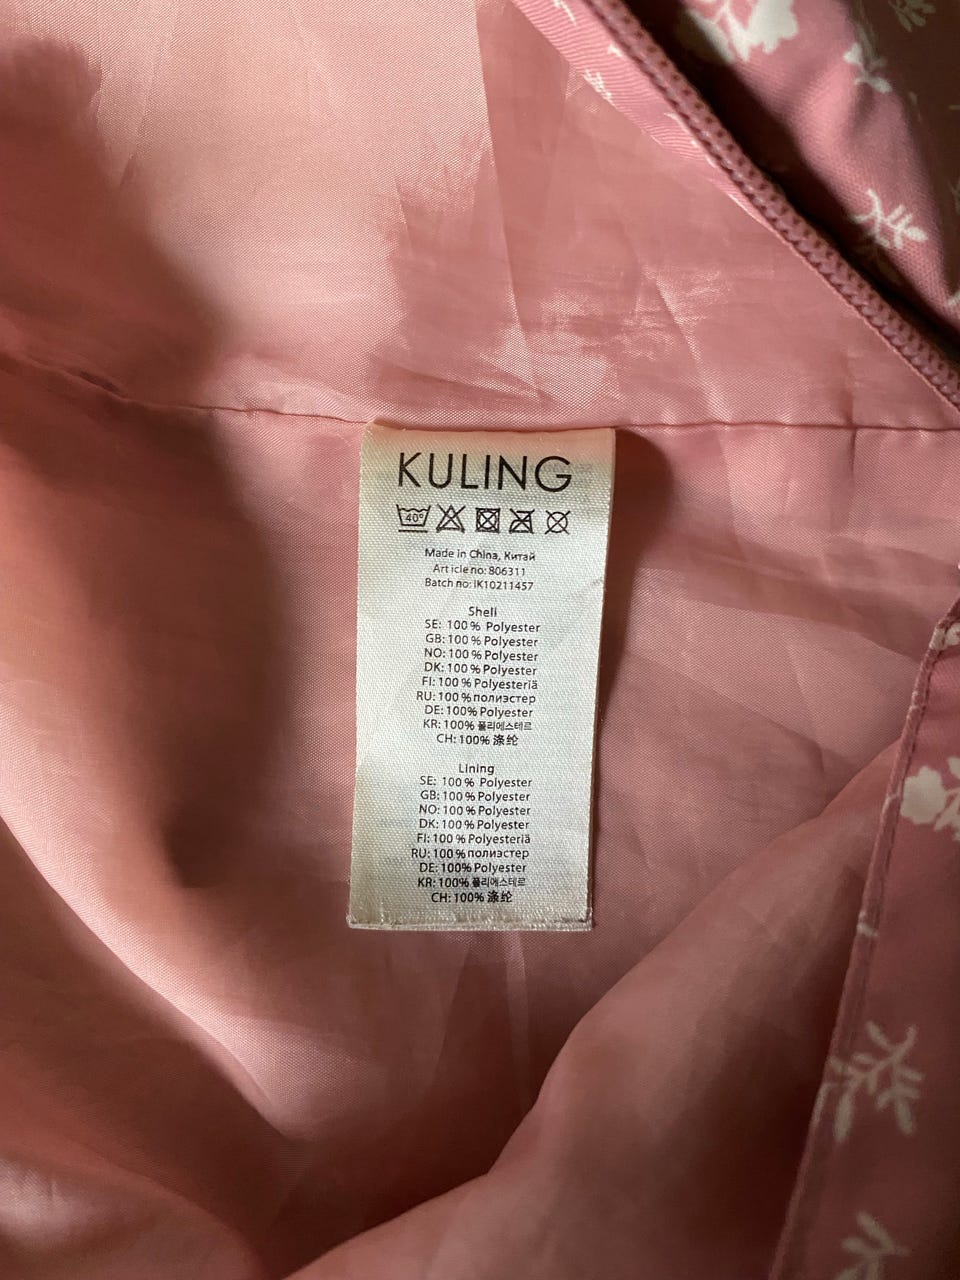 KULING
40°
Made in China, Китай
Article no: 806311
Batch no: IK10211457
Shell
SE: 100 % Polyester
GB: 100 % Polyester
NO: 100 % Polyester
DK: 100 % Polyester
FI: 100 % Polyesteriä
RU: 100 % полиэстер
DE: 100% Polyester
KR: 100% 폴리에스테르
CH: 100% 涤纶
Lining
SE: 100 % Polyester
GB: 100 % Polyester
NO: 100 % Polyester
DK: 100 % Polyester
FI: 100 % Polyesteriä
RU: 100 % полиэстер
DE: 100% Polyester
KR: 100% 폴리에스테르
CH: 100% 涤纶